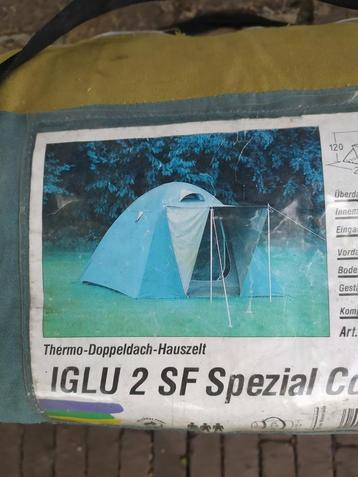 120
Überda
Innen
Einga
Vorda
Bode
Gestä
Komp
Art.
Thermo-Doppeldach-Hauszelt
IGLU 2 SF Spezial Co